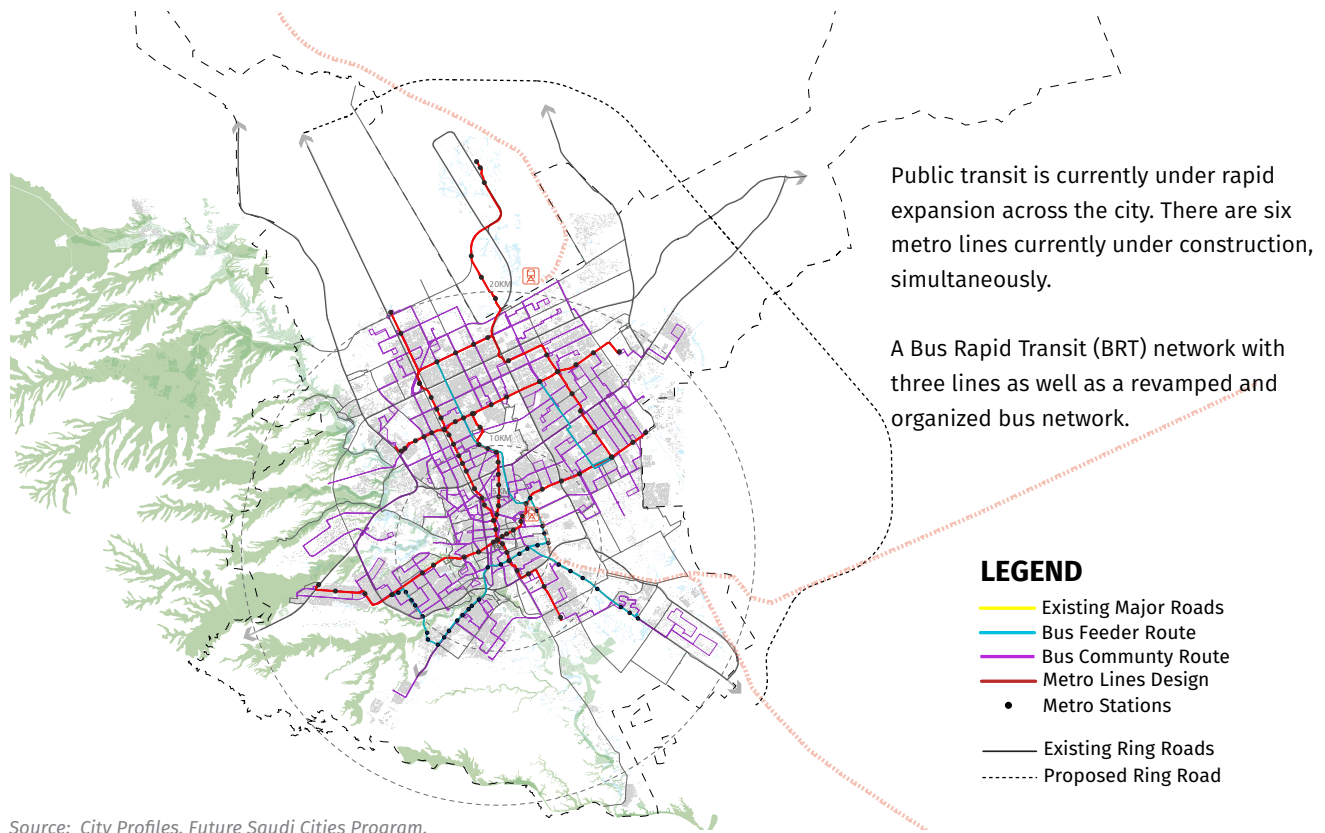 Public transit is currently under rapid
expansion across the city. There are six
metro lines currently under construction,
simultaneously.
A Bus Rapid Transit (BRT) network with
three lines as well as a revamped and
organized bus network.
20KM
10KM
LEGEND
Existing Major Roads
Bus Feeder Route
Bus Communty Route
Metro Lines Design
Metro Stations
Existing Ring Roads
Proposed Ring Road
Source: City Profiles. Future Saudi Cities Program.